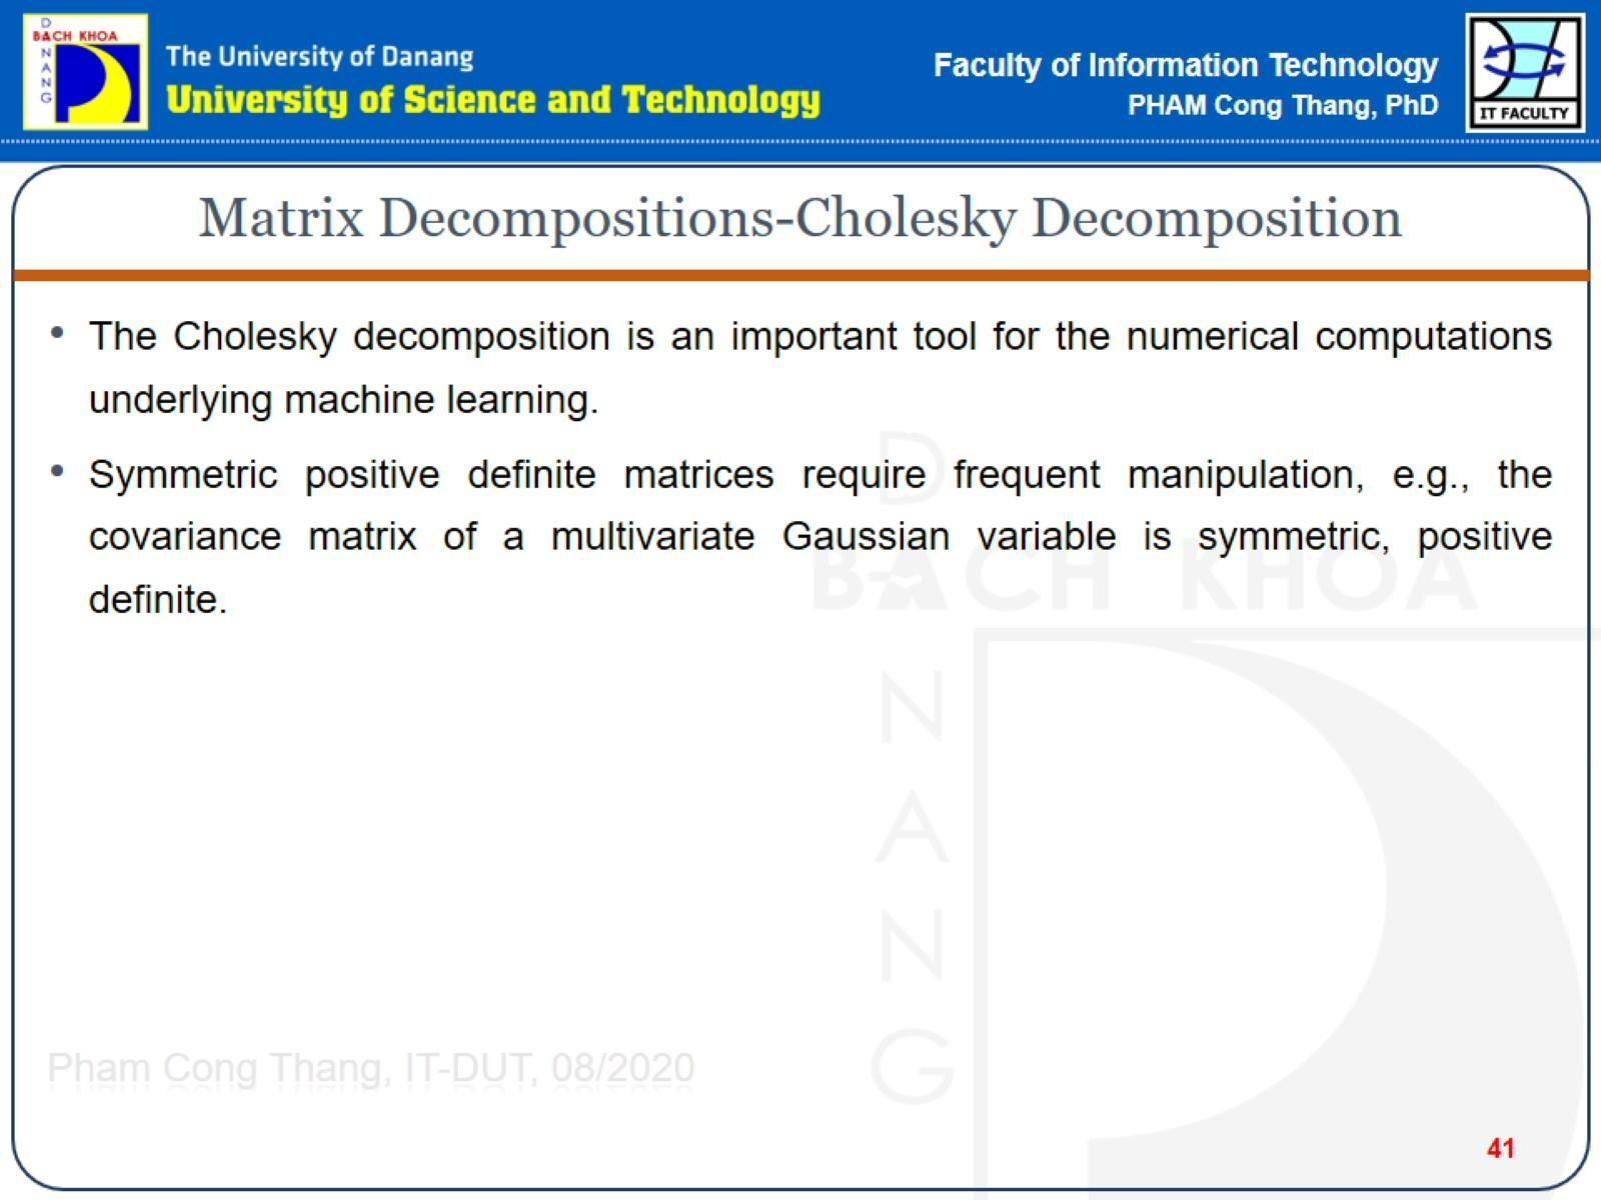 D
BACH KHOA
N
A
N
G
The University of Danang
University of Science and Technology
Faculty of Information Technology
PHAM Cong Thang, PhD
IT FACULTY
Matrix Decompositions-Cholesky Decomposition
• The Cholesky decomposition is an important tool for the numerical computations
underlying machine learning.
• Symmetric positive definite matrices require frequent manipulation, e.g., the
covariance matrix of a multivariate Gaussian variable is symmetric, positive
definite.
D
BACH KHOA
N
A
N
G
Pham Cong Thang, IT-DUT, 08/2020
41